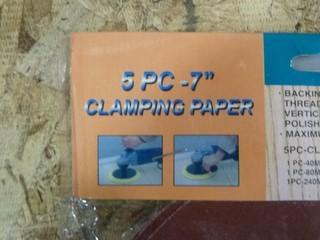 5 PC -7"
CLAMPING PAPER
• BACKIN
THREAD
VERTIC
POLISH
• MAXIMU
5PC-CL
1 PC-40M
1 PC-80M
1PC-240M